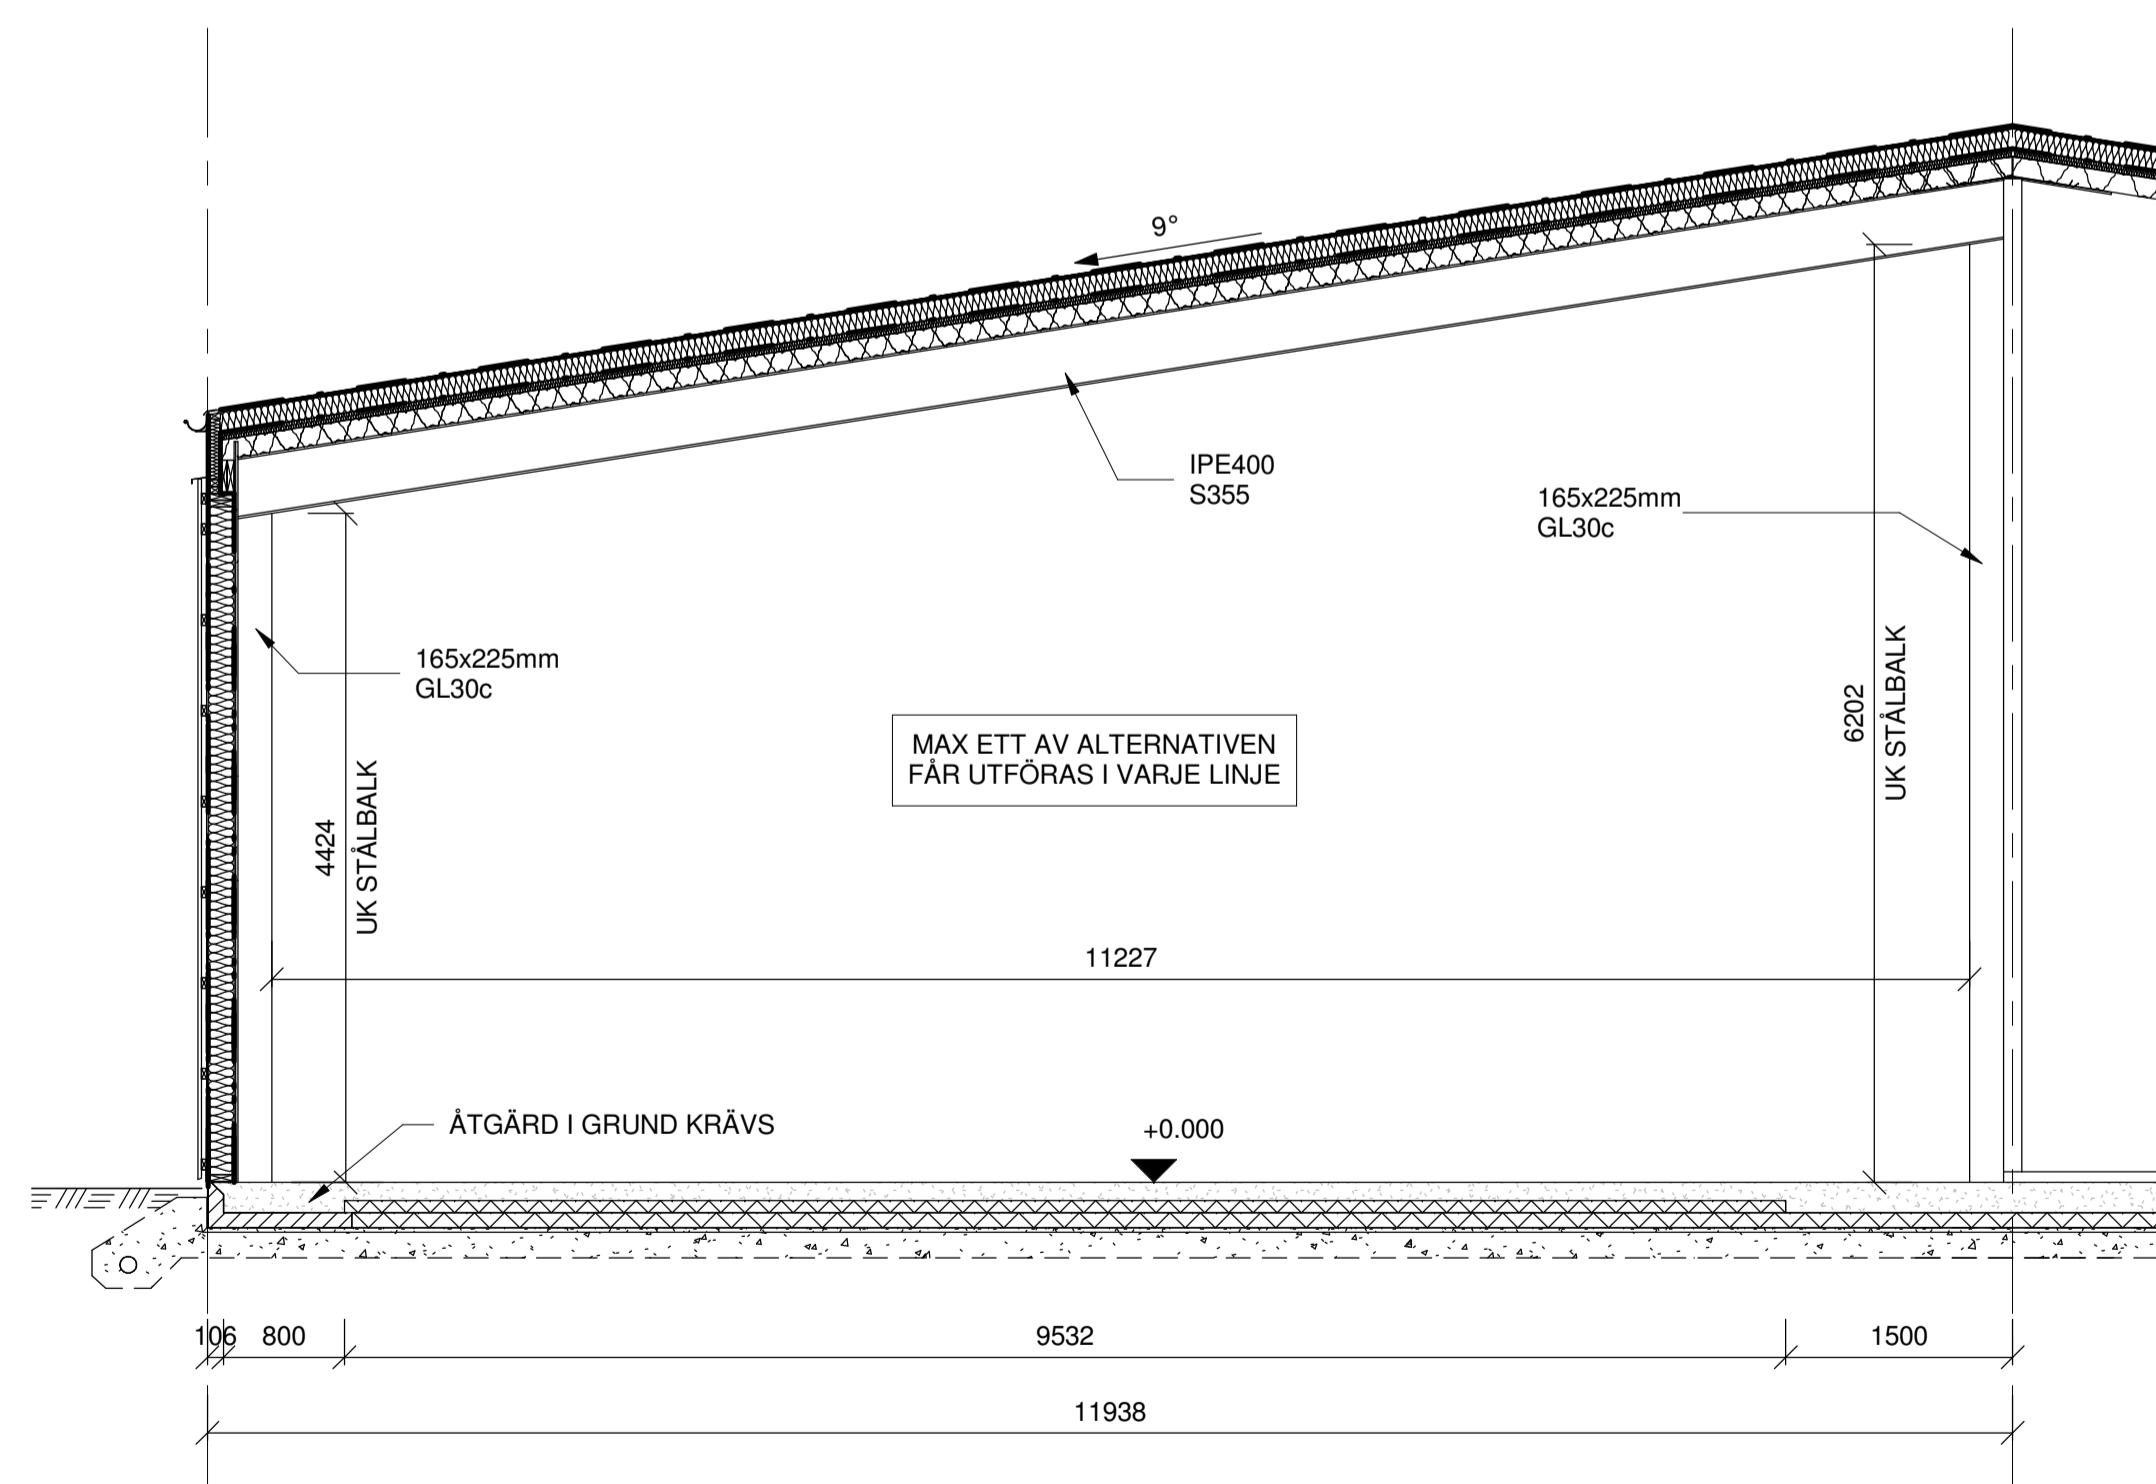 9°
IPE400
S355
165x225mm
GL30c
165x225mm
GL30c
6202
UK STÅLBALK
MAX ETT AV ALTERNATIVEN
FÅR UTFÖRAS I VARJE LINJE
4424
UK STÅLBALK
11227
ÅTGÄRD I GRUND KRÄVS
+0.000
106
800
9532
1500
11938